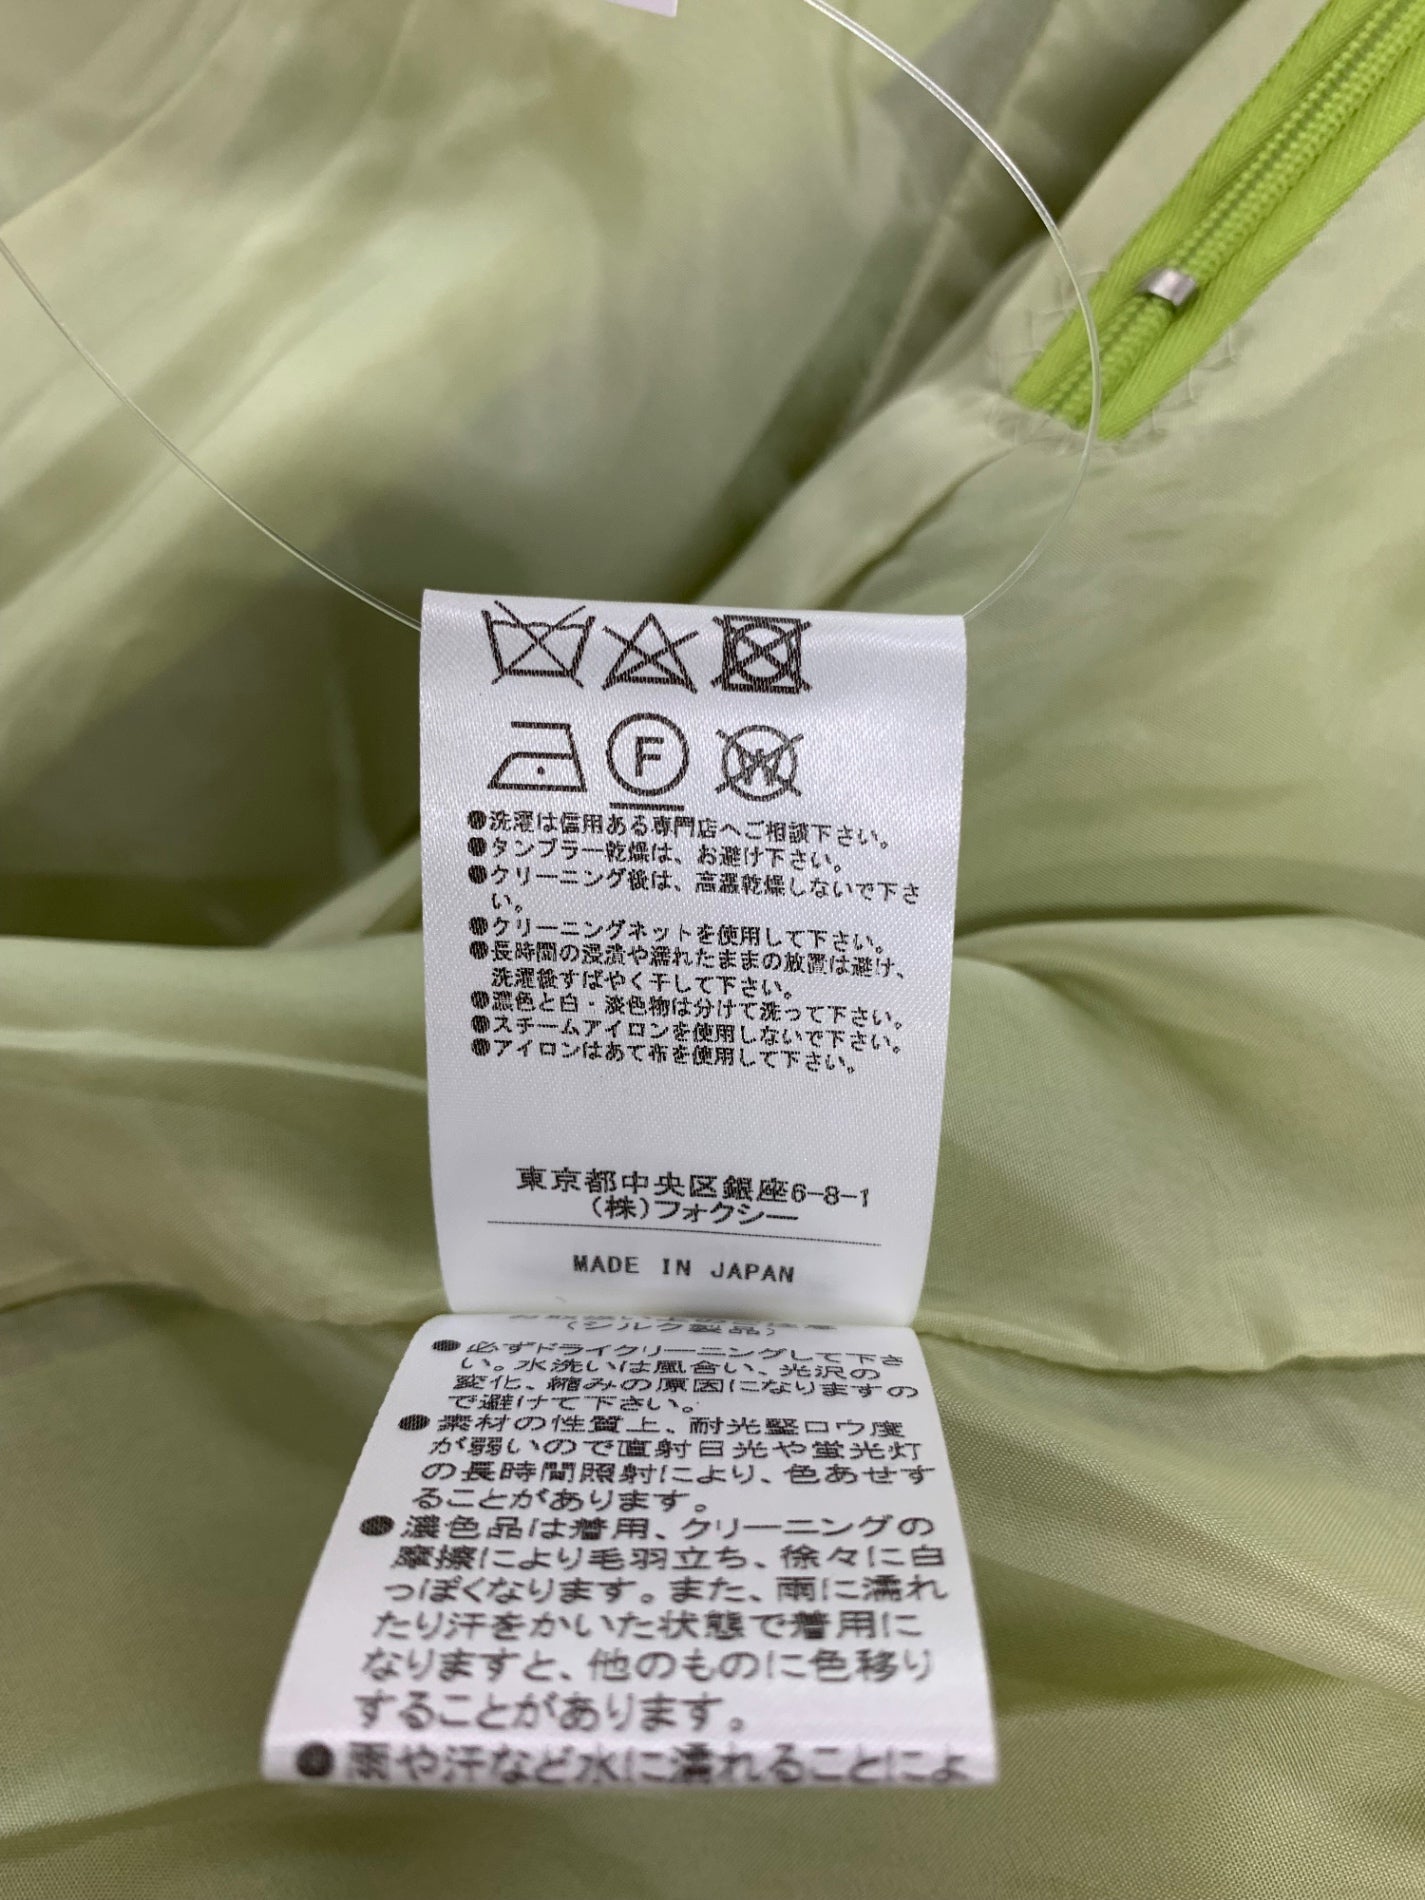 F
W
●洗濯は信用ある専門店へご相談下さい。
●タンブラー乾燥は、お避け下さい。
●クリーニング後は、高温乾燥しないで下さ
い。
●クリーニングネットを使用して下さい。
●長時間の浸漬や濡れたままの放置は避け、
洗濯後すばやく干して下さい。
●濃色と白・淡色物は分けて洗って下さい。
●スチームアイロンを使用しないで下さい。
●アイロンはあて布を使用して下さい。
東京都中央区銀座6-8-1
(株)フォクシー
MADE IN JAPAN
(シルク製品)
●必ずドライクリーニングして下さ
い。水洗いは風合い、光沢の
変化、縮みの原因になりますの
で避けて下さい。
●素材の性質上、耐光堅ロウ度
が弱いので直射日光や蛍光灯
の長時間照射により、色あせす
ることがあります。
●濃色品は着用、クリーニングの
摩擦により毛羽立ち、徐々に白
っぽくなります。また、雨に濡れ
たり汗をかいた状態で着用に
なりますと、他のものに色移り
することがあります。
●雨や汗など水に濡れることによ